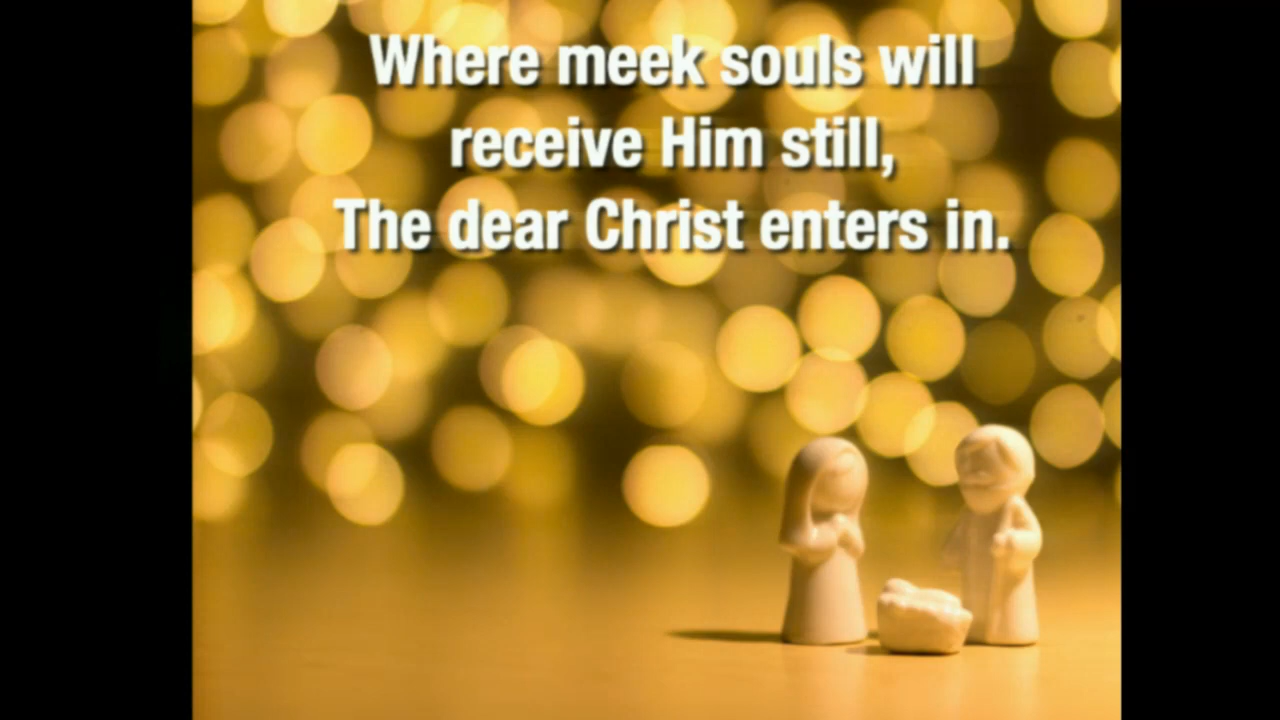 Where meek souls will
receive Him still,
The dear Christ enters in.